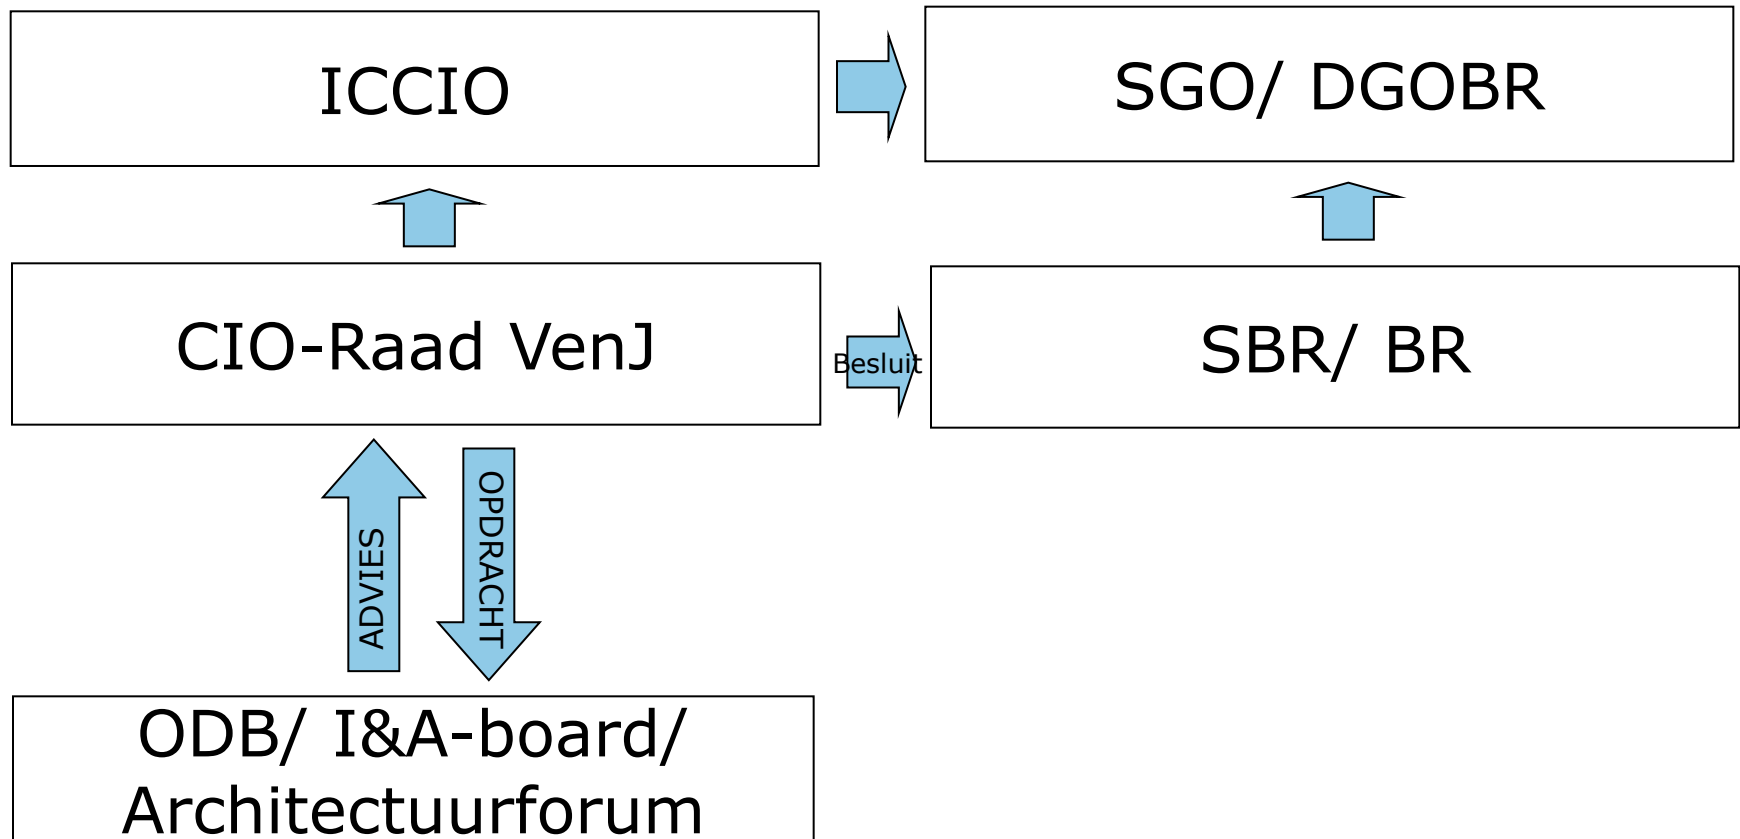 ICCIO
SGO/ DGOBR
CIO-Raad VenJ
Besluit
SBR/ BR
ADVIES
OPDRACHT
ODB/ I&A-board/
Architectuurforum